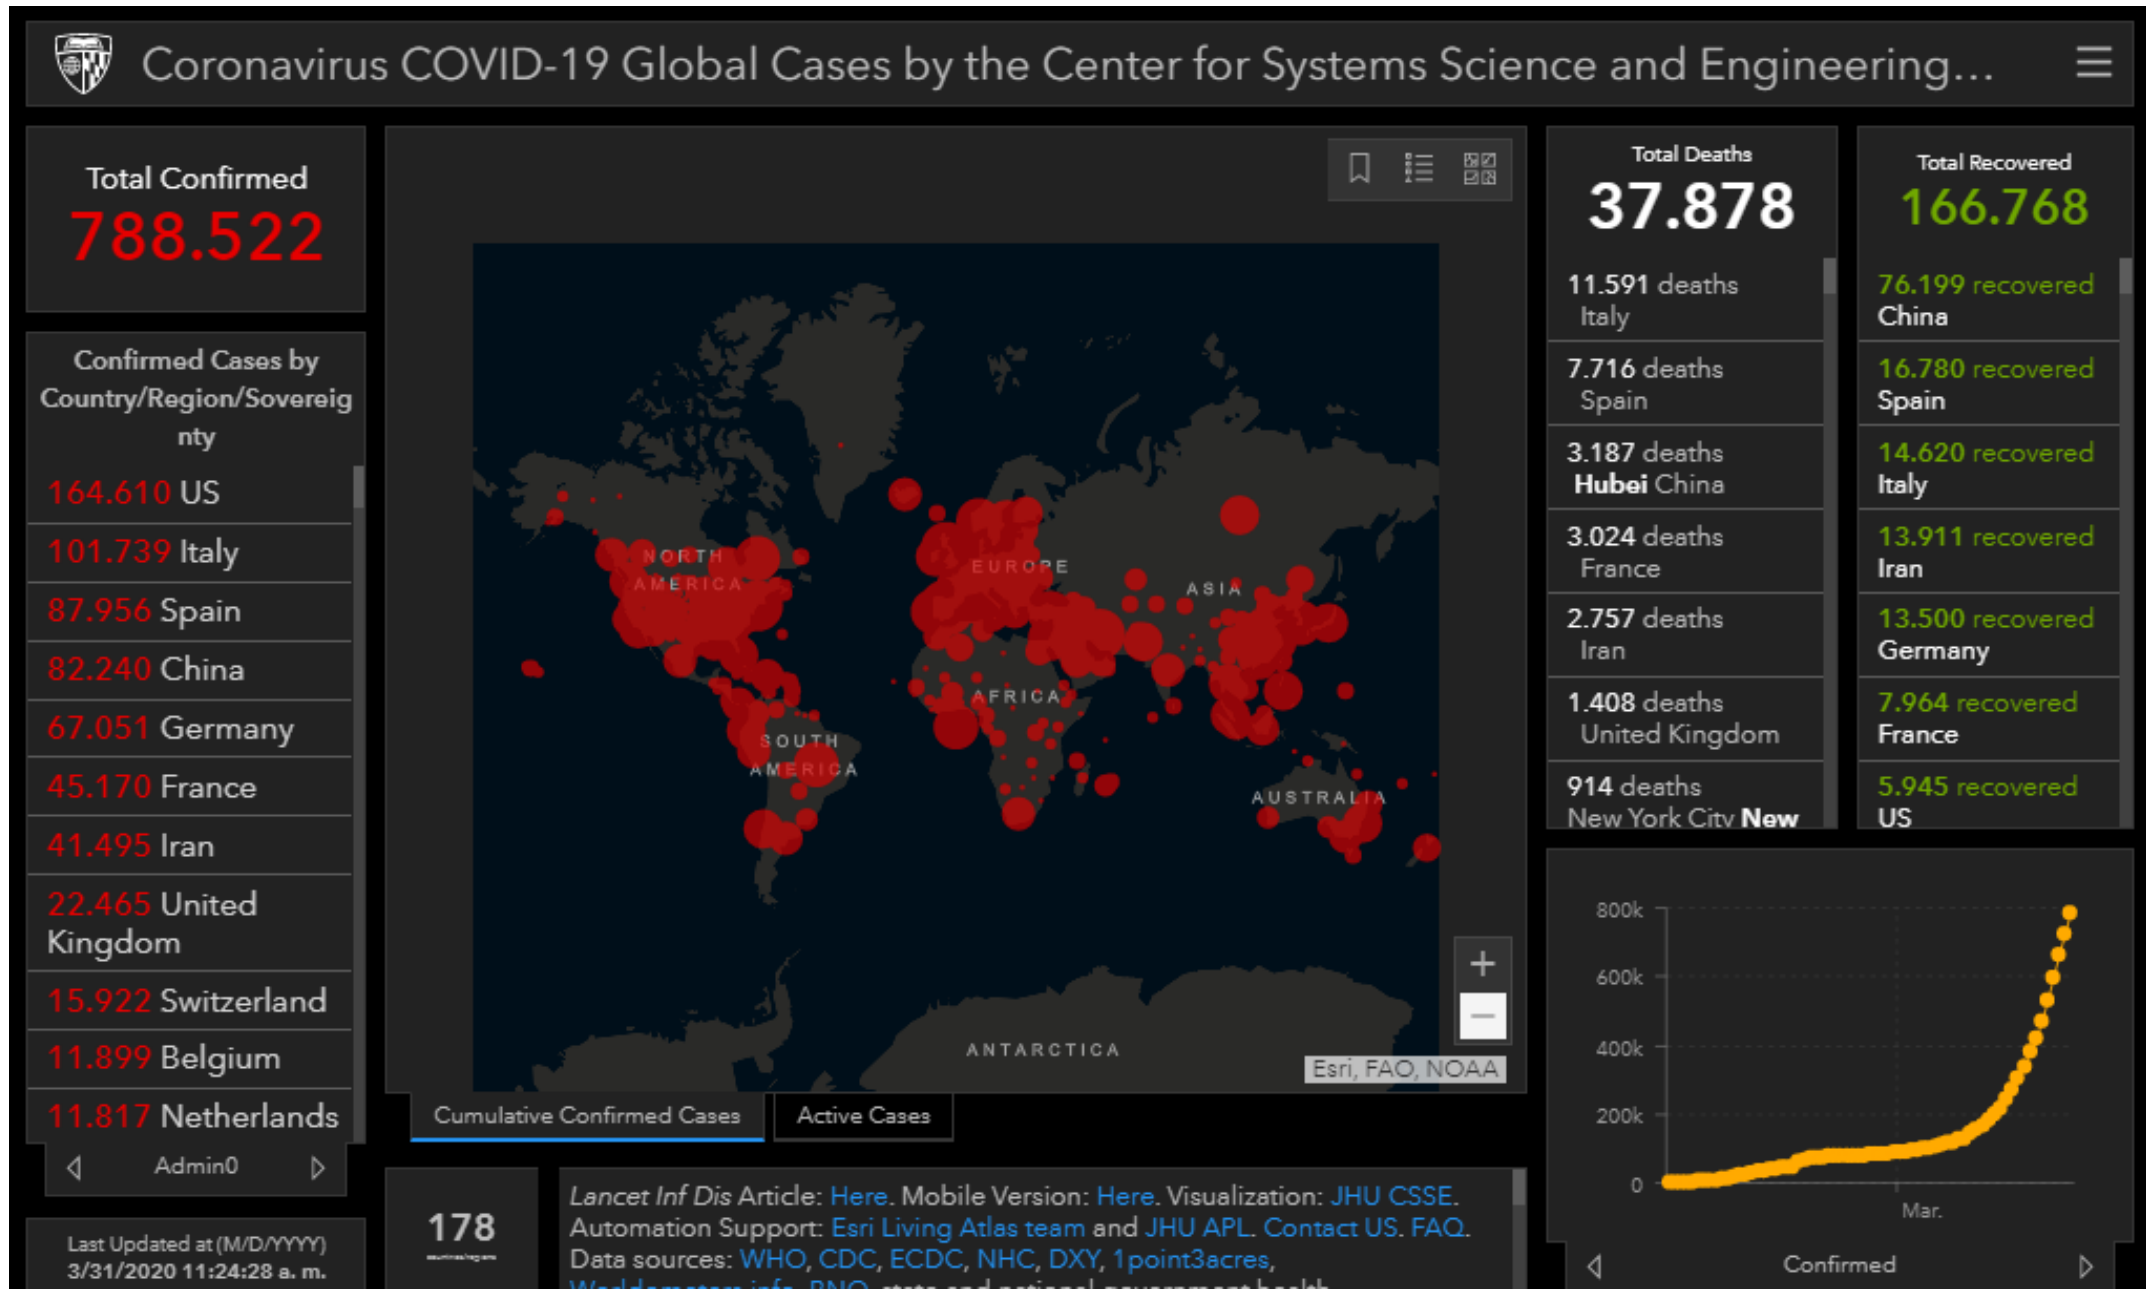 Coronavirus COVID-19 Global Cases by the Center for Systems Science and Engineering...
Total Confirmed
788.522
Confirmed Cases by
Country/Region/Sovereig
nty
164.610 US
101.739 Italy
87.956 Spain
82.240 China
67.051 Germany
45.170 France
41.495 Iran
22.465 United
Kingdom
15.922 Switzerland
11.899 Belgium
11.817 Netherlands
Admin0
Last Updated at (M/D/YYYY)
3/31/2020 11:24:28 a. m.
NORTH
AMERICA
EUROPE
ASIA
AFRICA
SOUTH
AMERICA
AUSTRALIA
ANTARCTICA
Esri, FAO, NOAA
Cumulative Confirmed Cases
Active Cases
178
countries/regions
Lancet Inf Dis Article: Here. Mobile Version: Here. Visualization: JHU CSSE.
Automation Support: Esri Living Atlas team and JHU APL. Contact US. FAQ.
Data sources: WHO, CDC, ECDC, NHC, DXY, 1point3acres,
Worldometers.info, BNO, state and national government health
Total Deaths
37.878
11.591 deaths
Italy
7.716 deaths
Spain
3.187 deaths
Hubei China
3.024 deaths
France
2.757 deaths
Iran
1.408 deaths
United Kingdom
914 deaths
New York City New
Total Recovered
166.768
76.199 recovered
China
16.780 recovered
Spain
14.620 recovered
Italy
13.911 recovered
Iran
13.500 recovered
Germany
7.964 recovered
France
5.945 recovered
US
800k
600k
400k
200k
0
Mar.
Confirmed